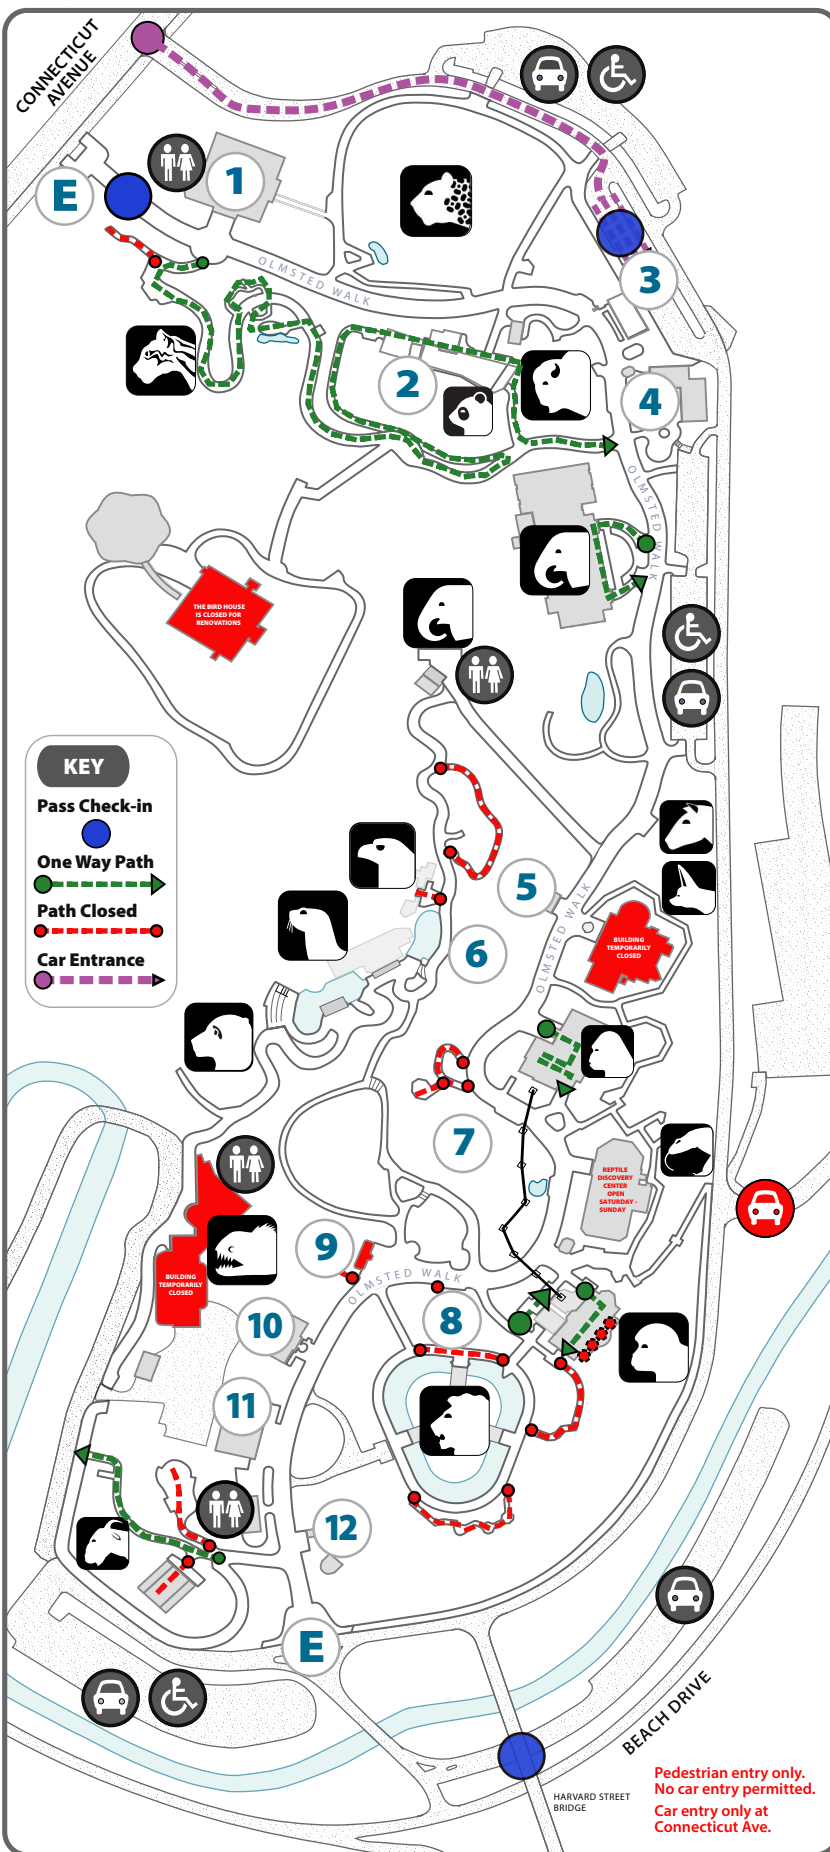 CONNECTICUT
AVENUE
E
1
3
OLMSTED WALK
2
4
OLMSTED WALK
THE BIRD HOUSE
IS CLOSED FOR
RENOVATIONS
KEY
Pass Check-in
One Way Path
Path Closed
Car Entrance
5
OLMSTED WALK
6
BUILDING
TEMPORARILY
CLOSED
7
REPTILE
DISCOVERY
CENTER
OPEN
SATURDAY -
SUNDAY
9
OLMSTED WALK
BUILDING
TEMPORARILY
CLOSED
10
8
11
12
E
BEACH DRIVE
HARVARD STREET
BRIDGE
Pedestrian entry only.
No car entry permitted.
Car entry only at
Connecticut Ave.